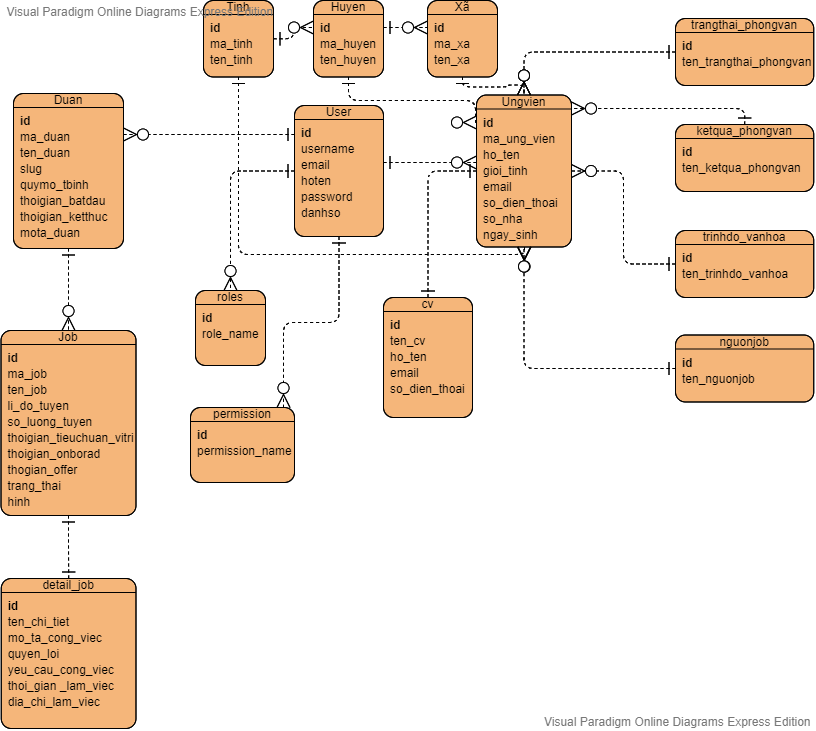 Visual Paradigm Online Diagrams Express Edition
Tỉnh
id
ma_tinh
ten_tinh
Huyen
id
ma_huyen
ten_huyen
Xã
id
ma_xa
ten_xa
trangthai_phongvan
id
ten_trangthai_phongvan
Duan
id
ma_duan
ten_duan
slug
quymo_tbinh
thoigian_batdau
thoigian_ketthuc
mota_duan
User
id
username
email
hoten
password
danhso
Ungvien
id
ma_ung_vien
ho_ten
gioi_tinh
email
so_dien_thoai
so_nha
ngay_sinh
ketqua_phongvan
id
ten_ketqua_phongvan
trinhdo_vanhoa
id
ten_trinhdo_vanhoa
roles
id
role_name
cv
id
ten_cv
ho_ten
email
so_dien_thoai
nguonjob
id
ten_nguonjob
Job
id
ma_job
ten_job
li_do_tuyen
so_luong_tuyen
thoigian_tieuchuan_vitri
thoigian_onborad
thogian_offer
trang_thai
hinh
permission
id
permission_name
detail_job
id
ten_chi_tiet
mo_ta_cong_viec
quyen_loi
yeu_cau_cong_viec
thoi_gian _lam_viec
dia_chi_lam_viec
Visual Paradigm Online Diagrams Express Edition